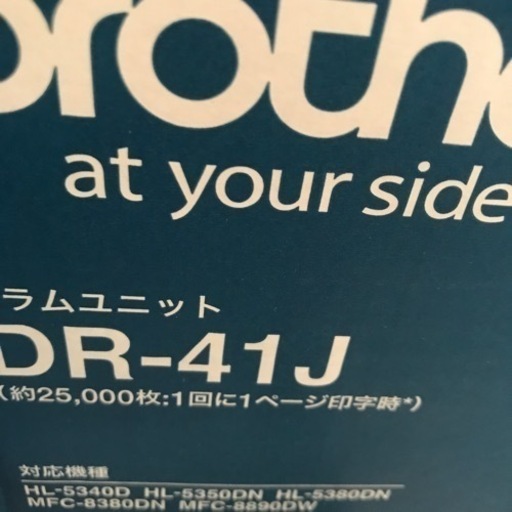 brothe
at your side
ラムユニット
DR-41J
(約25,000枚:1回に1ページ印字時*)
対応機種
HL-5340D HL-5350DN HL-5380DN
MFC-8380DN MFC-8890DW